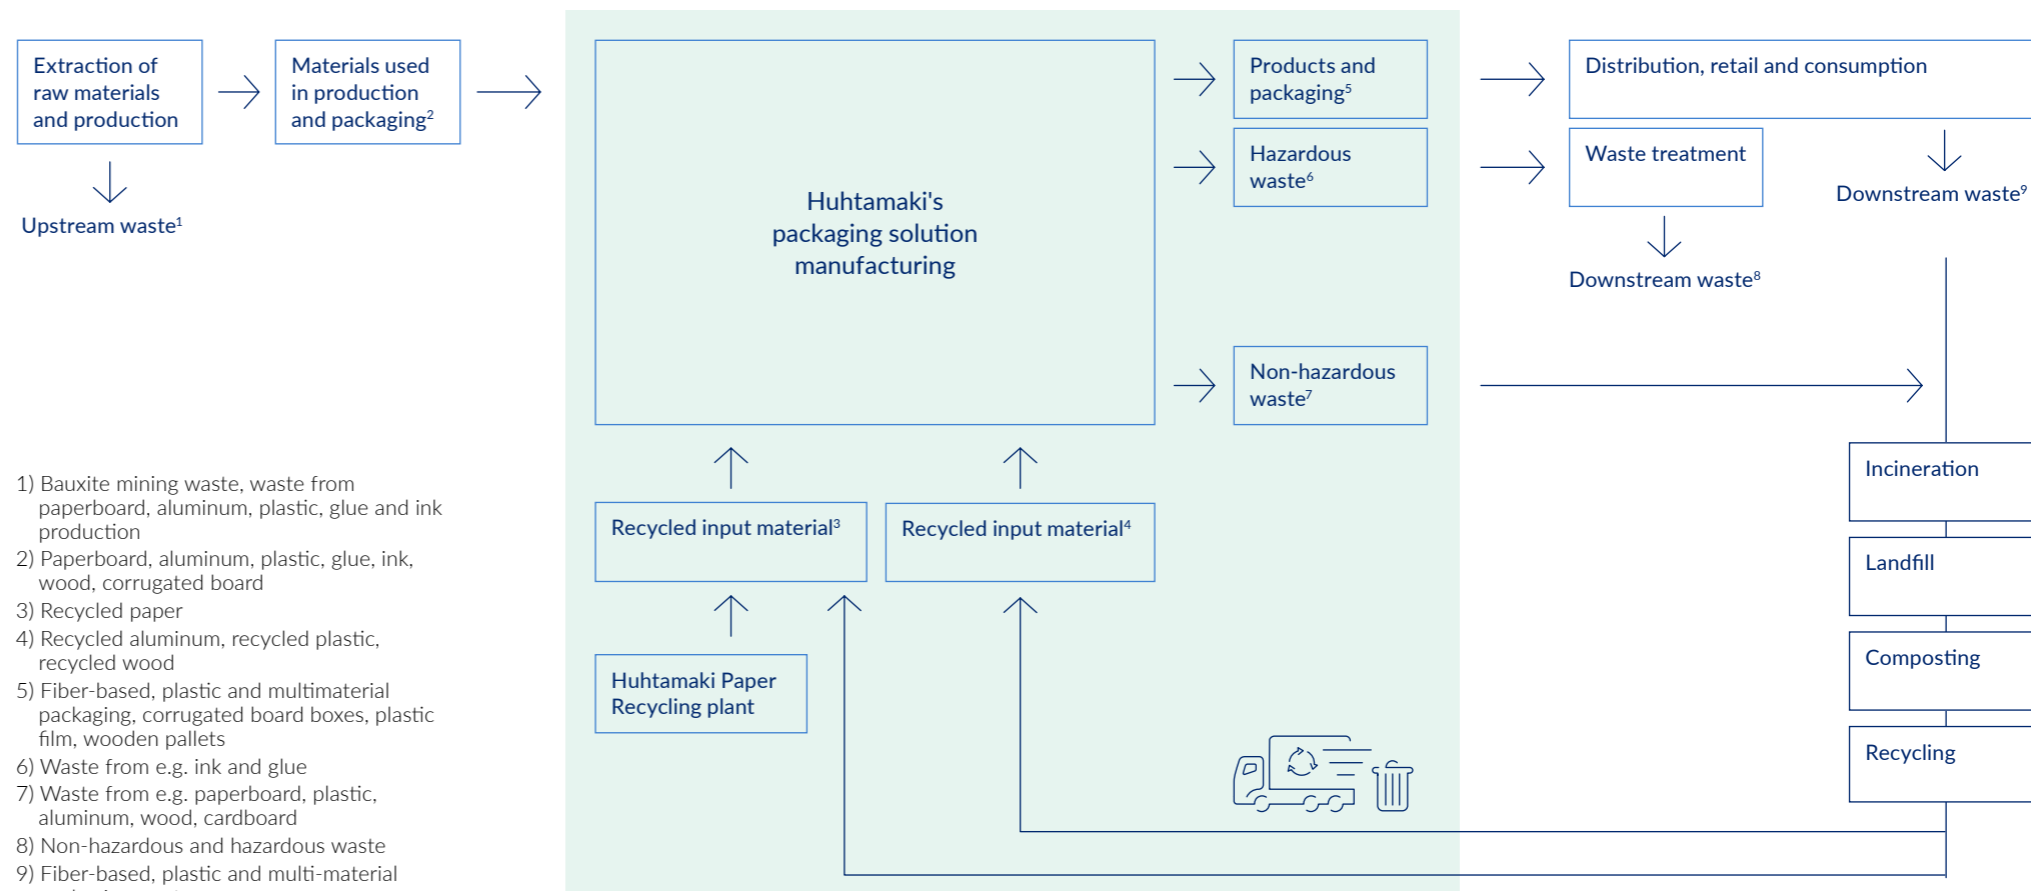 Extraction of
raw materials
and production
Materials used
in production
and packaging2
Upstream waste1
Huhtamaki's
packaging solution
manufacturing
Products and
packaging5
Hazardous
waste6
Non-hazardous
waste7
Distribution, retail and consumption
Waste treatment
Downstream waste9
Downstream waste8
Recycled input material3
Recycled input material4
Huhtamaki Paper
Recycling plant
Incineration
Landfill
Composting
Recycling
1) Bauxite mining waste, waste from
paperboard, aluminum, plastic, glue and ink
production
2) Paperboard, aluminum, plastic, glue, ink,
wood, corrugated board
3) Recycled paper
4) Recycled aluminum, recycled plastic,
recycled wood
5) Fiber-based, plastic and multimaterial
packaging, corrugated board boxes, plastic
film, wooden pallets
6) Waste from e.g. ink and glue
7) Waste from e.g. paperboard, plastic,
aluminum, wood, cardboard
8) Non-hazardous and hazardous waste
9) Fiber-based, plastic and multi-material